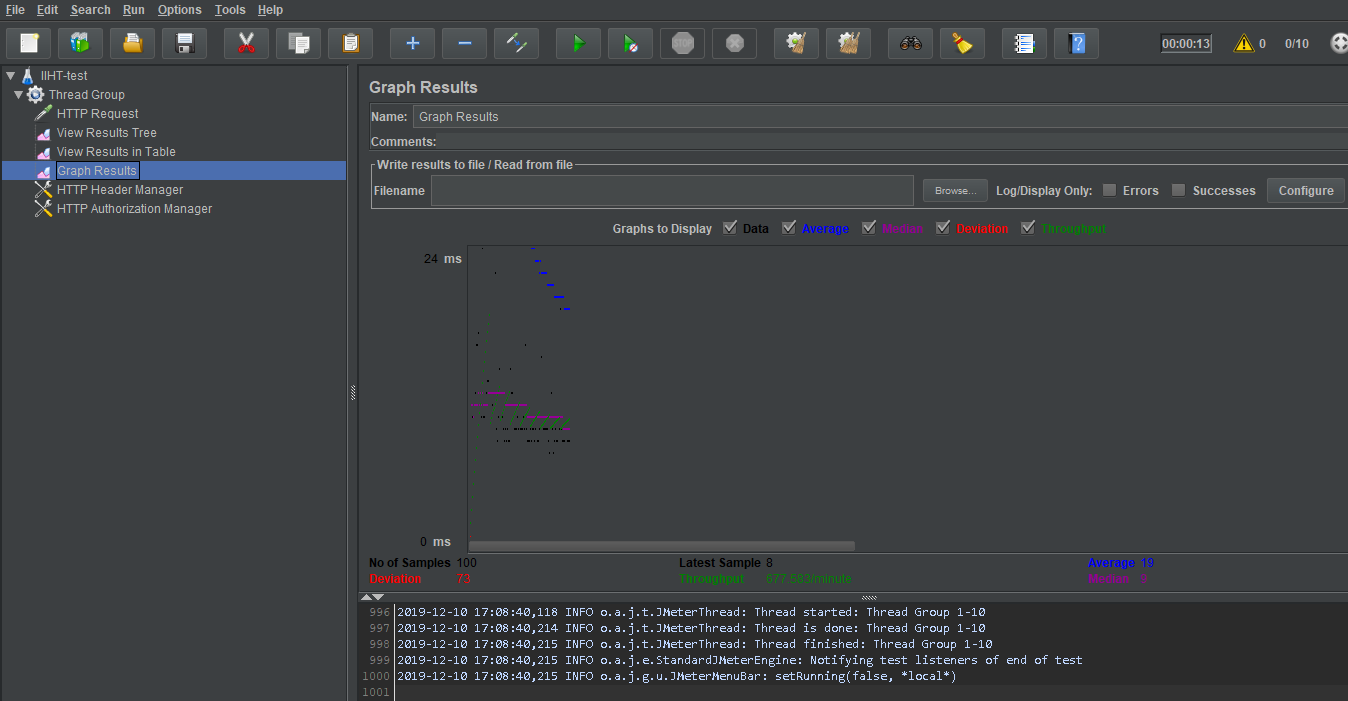 File Edit Search Run Options Tools Help
STOP
?
00:00:13
0
0/10
IIHT-test
Thread Group
HTTP Request
View Results Tree
View Results in Table
Graph Results
HTTP Header Manager
HTTP Authorization Manager
Graph Results
Name: Graph Results
Comments:
Write results to file / Read from file
Filename Browse... Log/Display Only: Errors Successes Configure
Graphs to Display Data Average Median Deviation Throughput
24 ms
0 ms
No of Samples 100 Latest Sample 8 Average 19
Deviation 73 Throughput 677.583/minute Median
996 2019-12-10 17:08:40,118 INFO o.a.j.t.JMeterThread: Thread started: Thread Group 1-10
997 2019-12-10 17:08:40,214 INFO o.a.j.t.JMeterThread: Thread is done: Thread Group 1-10
998 2019-12-10 17:08:40,215 INFO o.a.j.t.JMeterThread: Thread finished: Thread Group 1-10
999 2019-12-10 17:08:40,215 INFO o.a.j.e.StandardJMeterEngine: Notifying test listeners of end of test
1000 2019-12-10 17:08:40,215 INFO o.a.j.g.u.JMeterMenuBar: setRunning(false, *local*)
1001